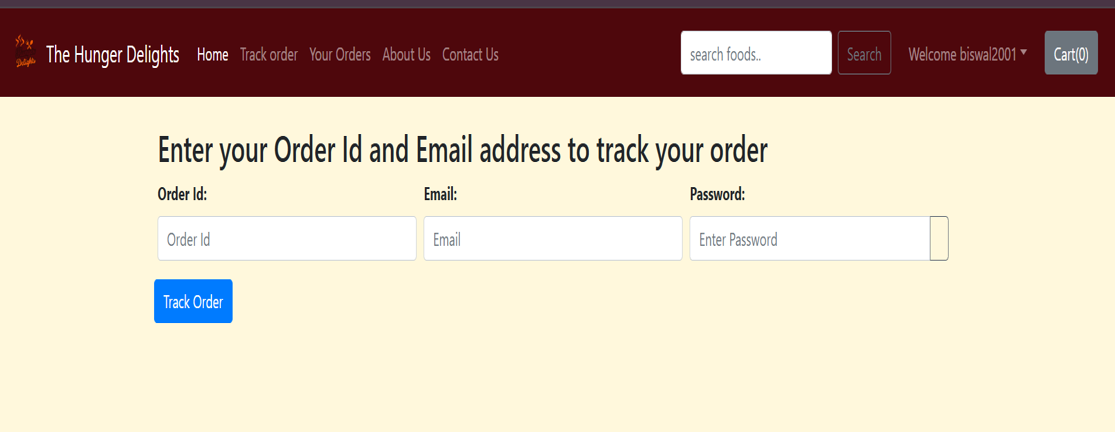 Delights The Hunger Delights Home Track order Your Orders About Us Contact Us search foods.. Search Welcome biswal2001 Cart(0)
Enter your Order Id and Email address to track your order
Order Id: Email: Password:
Order Id Email Enter Password
Track Order